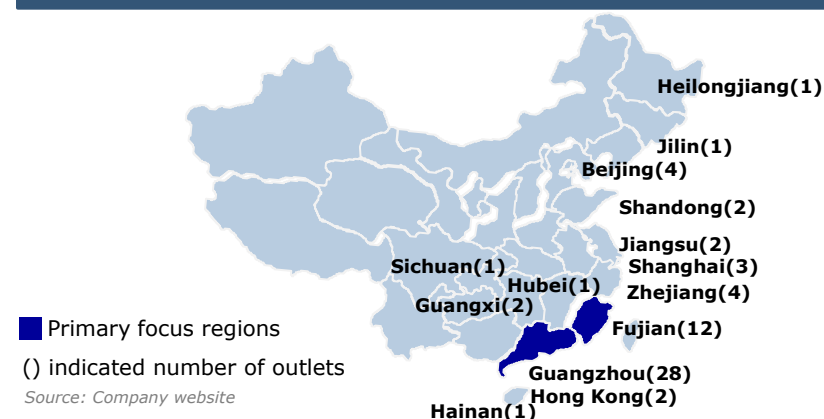 Heilongjiang(1)
Jilin(1)
Beijing(4)
Shandong(2)
Jiangsu(2)
Sichuan(1)
Shanghai(3)
Hubei(1)
Zhejiang(4)
Guangxi(2)
Primary focus regions
Fujian(12)
() indicated number of outlets
Guangzhou(28)
Source: Company website
Hong Kong(2)
Hainan(1)